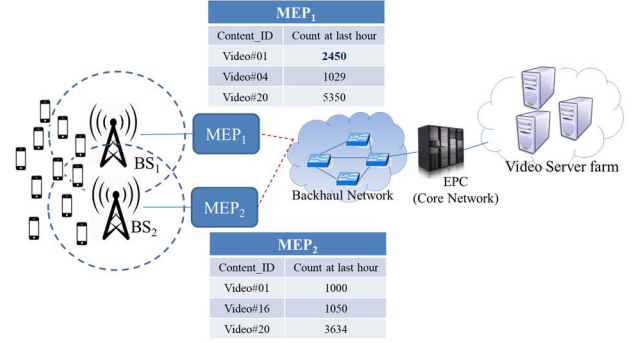 MEP1
Content_ID Count at last hour
Video#01 2450
Video#04 1029
Video#20 5350
BS1
MEP1
BS2
MEP2
Backhaul Network
EPC
(Core Network)
Video Server farm
MEP2
Content_ID Count at last hour
Video#01 1000
Video#16 1050
Video#20 3634